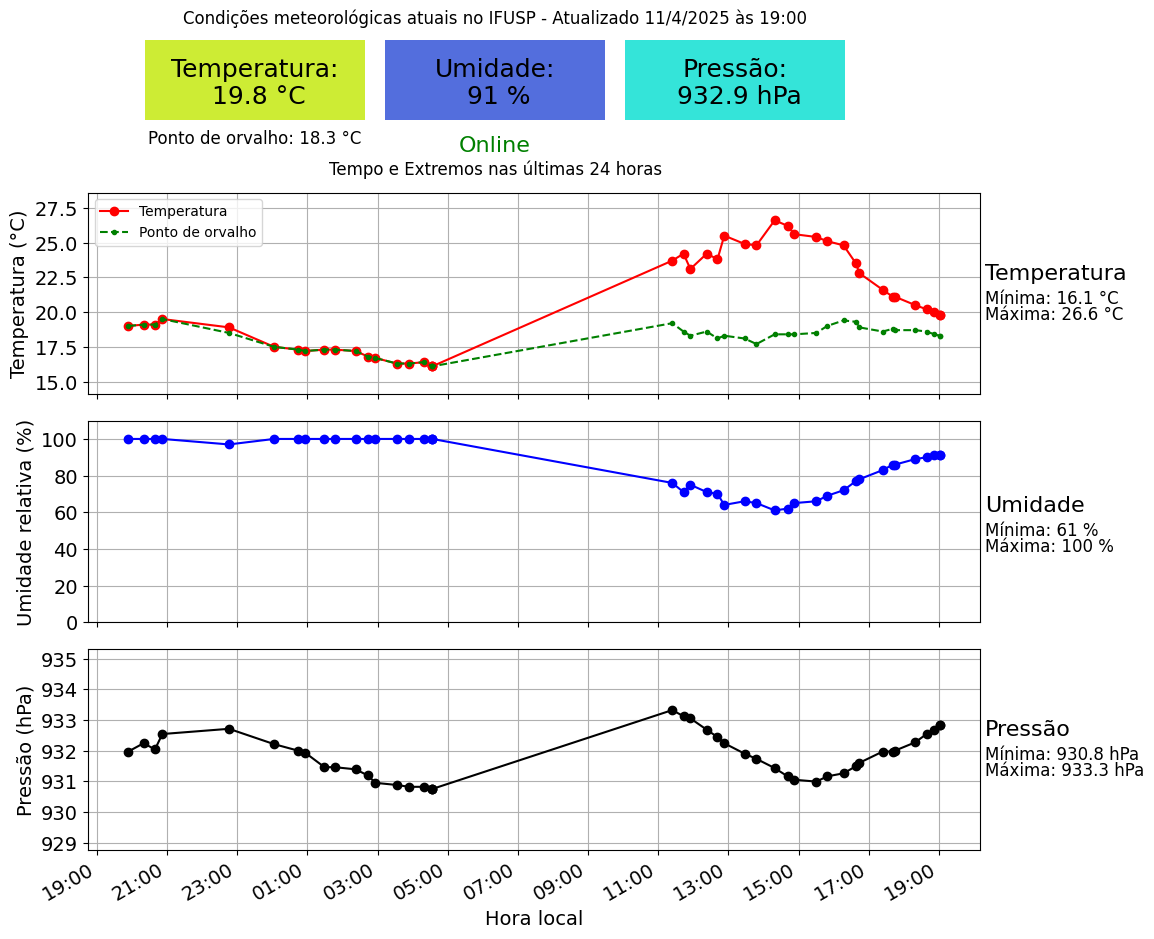 Condições meteorológicas atuais no IFUSP - Atualizado 11/4/2025 às 19:00
Temperatura:
19.8 °C
Umidade:
91 %
Pressão:
932.9 hPa
Ponto de orvalho: 18.3 °C
Online
Tempo e Extremos nas últimas 24 horas
Temperatura (°C)
27.5
25.0
22.5
20.0
17.5
15.0
Temperatura
Ponto de orvalho
Temperatura
Mínima: 16.1 °C
Máxima: 26.6 °C
Umidade relativa (%)
100
80
60
40
20
0
Umidade
Mínima: 61 %
Máxima: 100 %
Pressão (hPa)
935
934
933
932
931
930
929
Pressão
Mínima: 930.8 hPa
Máxima: 933.3 hPa
19:00 21:00 23:00 01:00 03:00 05:00 07:00 09:00 11:00 13:00 15:00 17:00 19:00
Hora local